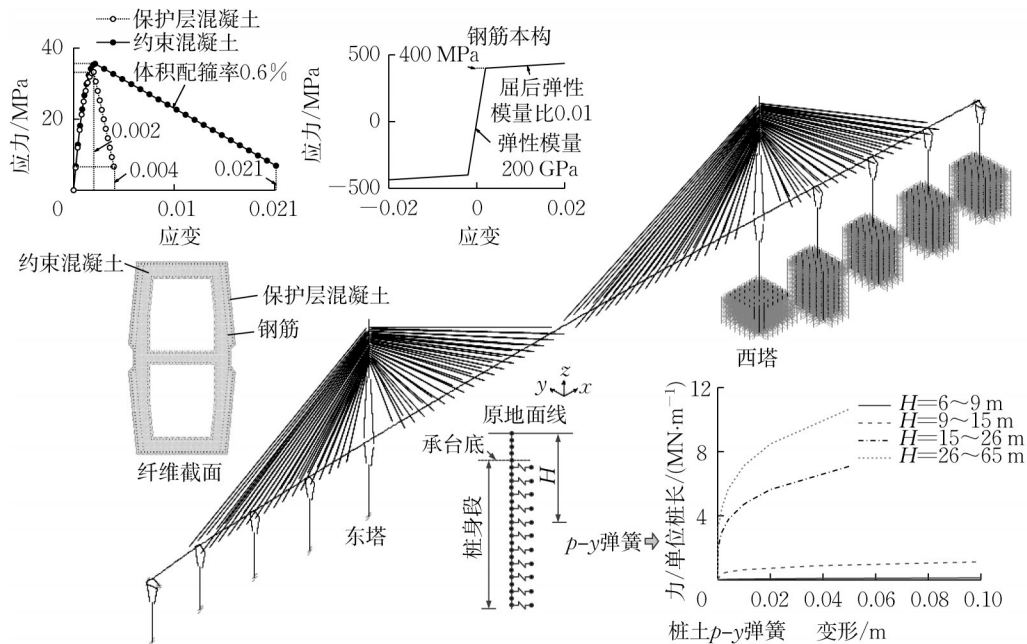 保护层混凝土
约束混凝土
体积配箍率0.6%
40
20
应力/MPa
0.002
0.004
0.021
0
0.01
0.021
应变
钢筋本构
400 MPa
500
0
−500
应力/MPa
屈后弹性
模量比0.01
弹性模量
200 GPa
−0.02
0
0.02
应变
约束混凝土
保护层混凝土
钢筋
纤维截面
西塔
东塔
z
y
x
原地面线
承台底
H
桩身段
p-y弹簧
12
8
4
0
力/单位桩长/(MN·m⁻¹)
H=6～9 m
H=9～15 m
H=15～26 m
H=26～65 m
0.02
0.04
0.06
0.08
0.10
桩土p-y弹簧
变形/m